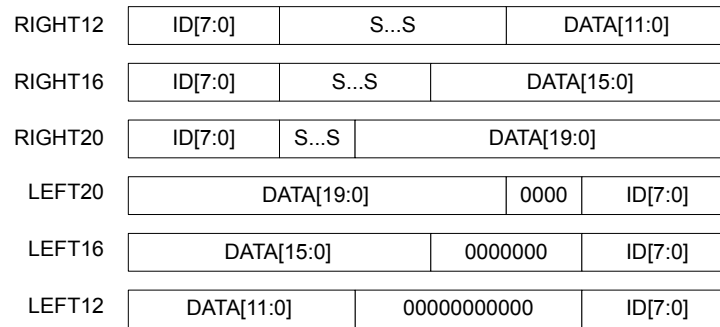 RIGHT12 ID[7:0] S...S DATA[11:0]
RIGHT16 ID[7:0] S...S DATA[15:0]
RIGHT20 ID[7:0] S...S DATA[19:0]
LEFT20 DATA[19:0] 0000 ID[7:0]
LEFT16 DATA[15:0] 0000000 ID[7:0]
LEFT12 DATA[11:0] 00000000000 ID[7:0]